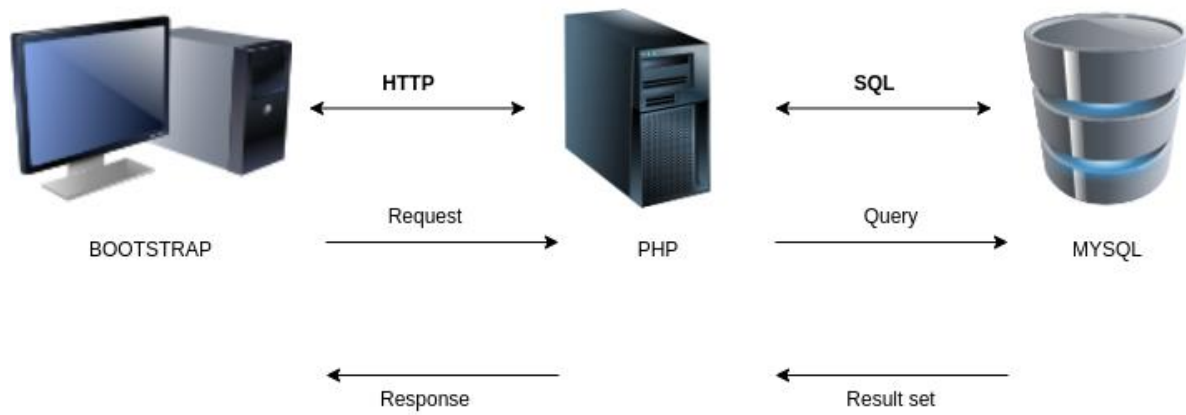 HTTP
SQL
Request
Query
BOOTSTRAP
PHP
MYSQL
Response
Result set